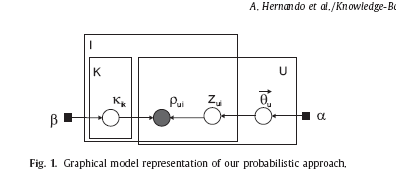 A. Hernando et al./Knowledge-Ba
I
K
U
κik
ρui
Zui
θu
β
α
Fig. 1. Graphical model representation of our probabilistic approach.